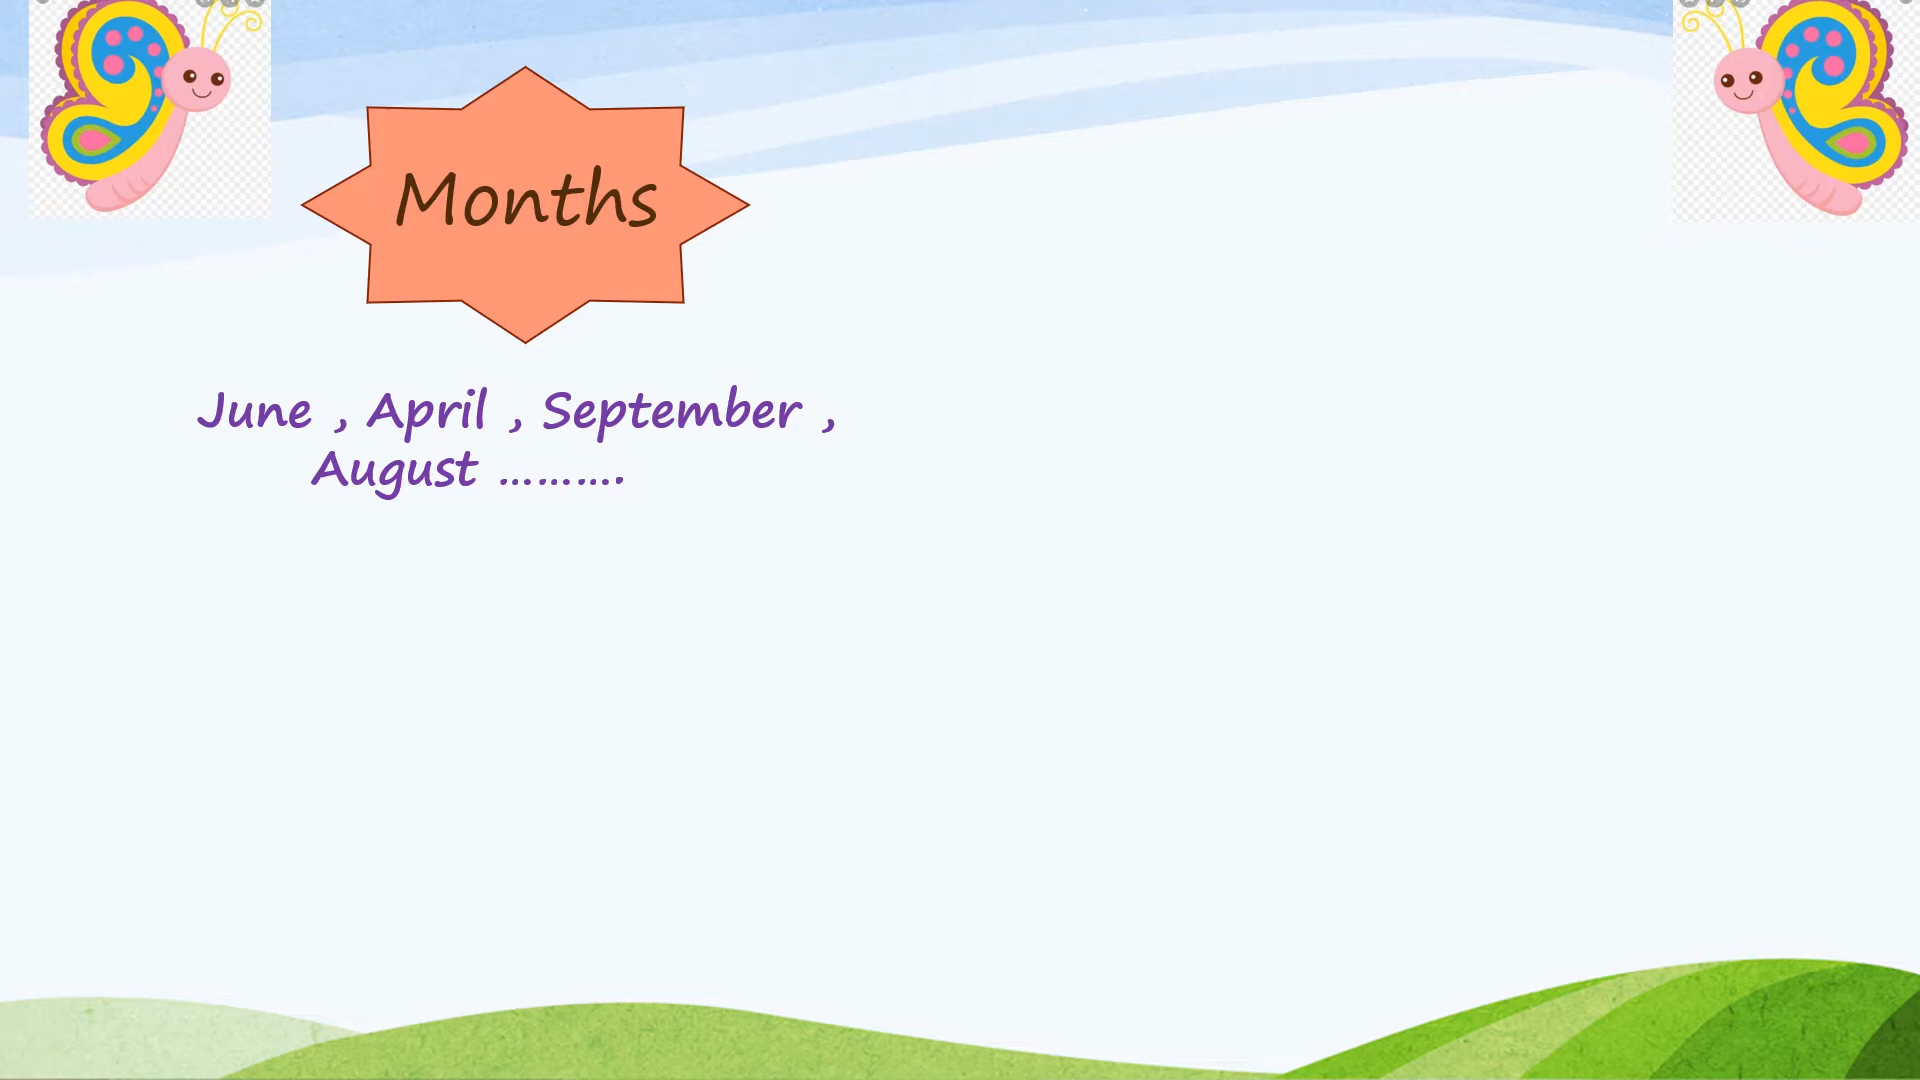 Months
June , April , September ,
August ……….